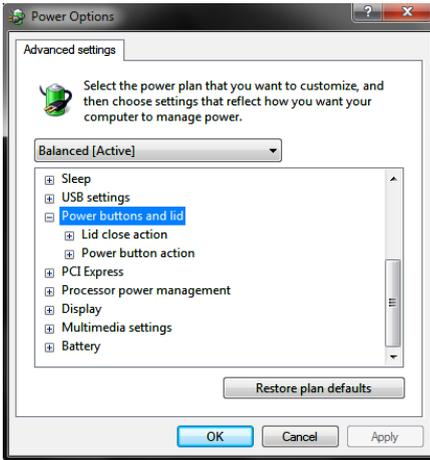 Power Options
Advanced settings
Select the power plan that you want to customize, and
then choose settings that reflect how you want your
computer to manage power.
Balanced [Active]
Sleep
USB settings
Power buttons and lid
Lid close action
Power button action
PCI Express
Processor power management
Display
Multimedia settings
Battery
Restore plan defaults
OK Cancel Apply